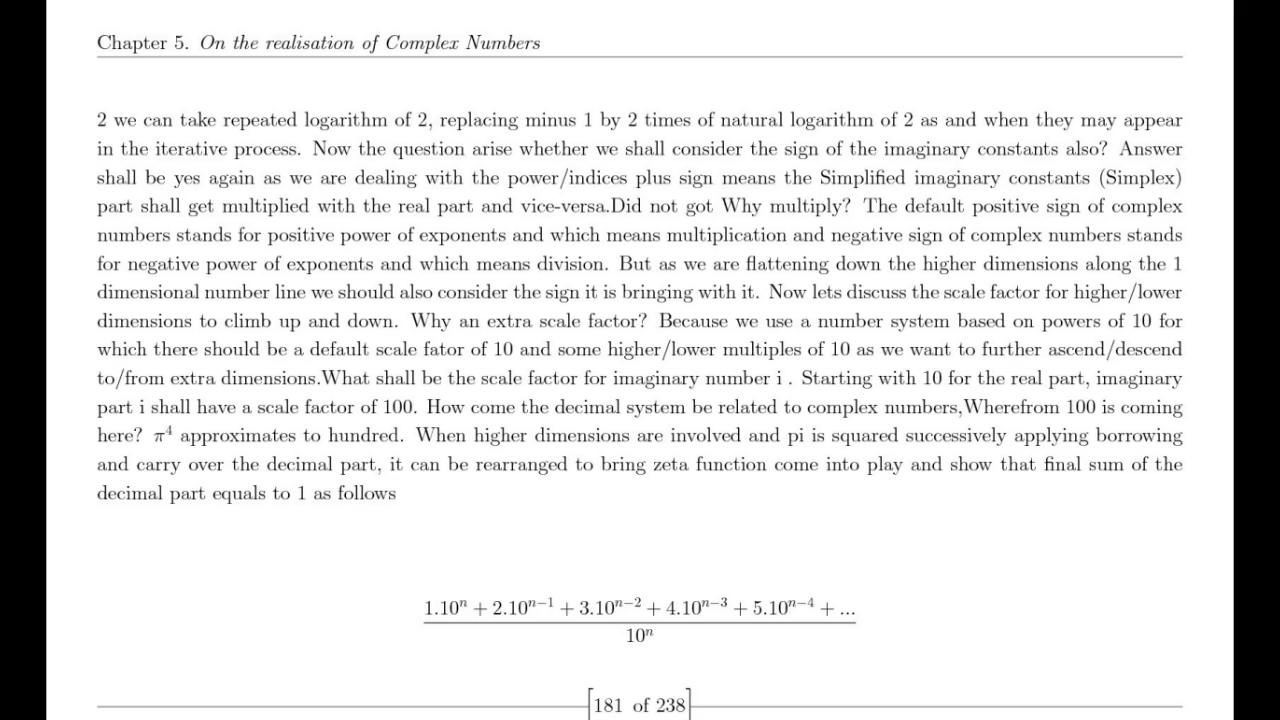 Chapter 5. On the realisation of Complex Numbers
2 we can take repeated logarithm of 2, replacing minus 1 by 2 times of natural logarithm of 2 as and when they may appear
in the iterative process. Now the question arise whether we shall consider the sign of the imaginary constants also? Answer
shall be yes again as we are dealing with the power/indices plus sign means the Simplified imaginary constants (Simplex)
part shall get multiplied with the real part and vice-versa.Did not got Why multiply? The default positive sign of complex
numbers stands for positive power of exponents and which means multiplication and negative sign of complex numbers stands
for negative power of exponents and which means division. But as we are flattening down the higher dimensions along the 1
dimensional number line we should also consider the sign it is bringing with it. Now lets discuss the scale factor for higher/lower
dimensions to climb up and down. Why an extra scale factor? Because we use a number system based on powers of 10 for
which there should be a default scale fator of 10 and some higher/lower multiples of 10 as we want to further ascend/descend
to/from extra dimensions.What shall be the scale factor for imaginary number i . Starting with 10 for the real part, imaginary
part i shall have a scale factor of 100. How come the decimal system be related to complex numbers,Wherefrom 100 is coming
here? π⁴ approximates to hundred. When higher dimensions are involved and pi is squared successively applying borrowing
and carry over the decimal part, it can be rearranged to bring zeta function come into play and show that final sum of the
decimal part equals to 1 as follows
1.10ⁿ + 2.10ⁿ⁻¹ + 3.10ⁿ⁻² + 4.10ⁿ⁻³ + 5.10ⁿ⁻⁴ + ...
10ⁿ
[181 of 238]